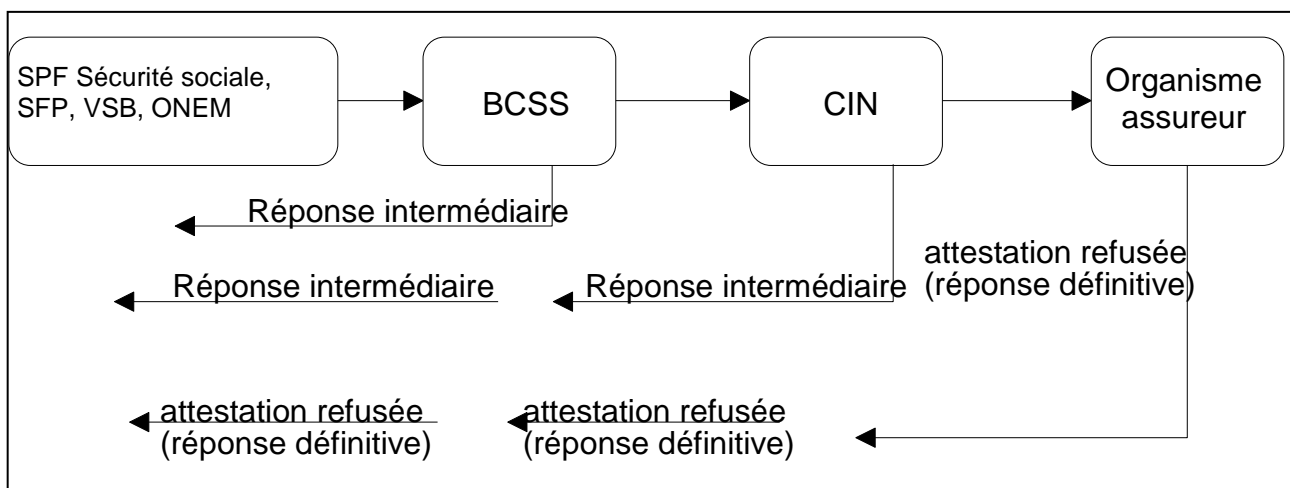 SPF Sécurité sociale,
SFP, VSB, ONEM
BCSS
CIN
Organisme
assureur
Réponse intermédiaire
attestation refusée
(réponse définitive)
Réponse intermédiaire
Réponse intermédiaire
attestation refusée
(réponse définitive)
attestation refusée
(réponse définitive)